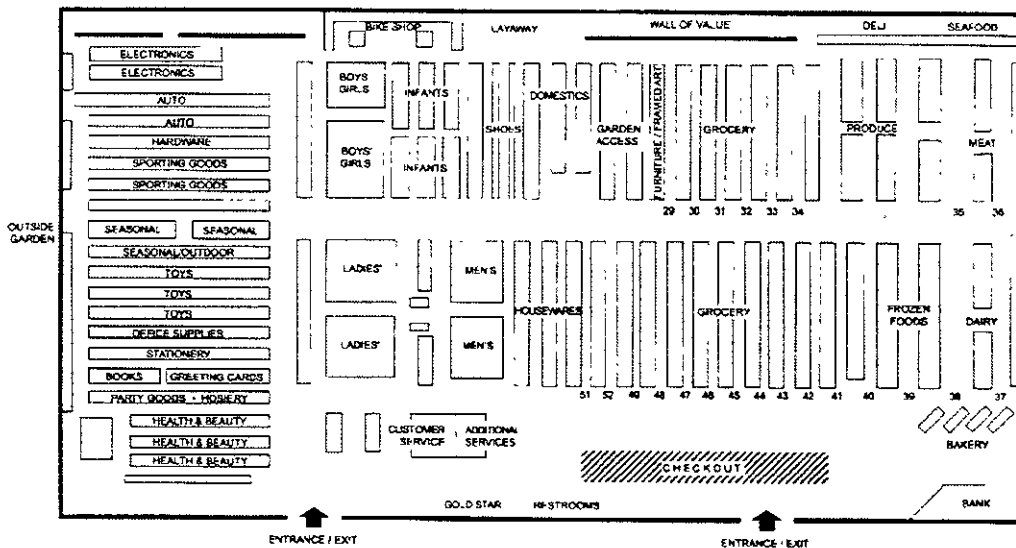 BIKE SHOP
LAYAWAY
WALL OF VALUE
DELI
SEAFOOD
ELECTRONICS
ELECTRONICS
AUTO
AUTO
HARDWARE
SPORTING GOODS
SPORTING GOODS
SEASONAL
SEASONAL
SEASONAL/OUTDOOR
TOYS
TOYS
TOYS
OFFICE SUPPLIES
STATIONERY
BOOKS
GREETING CARDS
PARTY GOODS - HOSIERY
HEALTH & BEAUTY
HEALTH & BEAUTY
HEALTH & BEAUTY
OUTSIDE
GARDEN
BOYS
GIRLS
INFANTS
BOYS'
GIRLS
INFANTS
SHOES
DOMESTICS
GARDEN
ACCESS
FURNITURE / FRAMED ART
GROCERY
PRODUCE
MEAT
29 30 31 32 33 34 35 36
LADIES'
MEN'S
LADIES'
MEN'S
HOUSEWARES
GROCERY
FROZEN
FOODS
DAIRY
51 52 49 48 47 46 45 44 43 42 41 40 39 38 37
CUSTOMER
SERVICE
ADDITIONAL
SERVICES
BAKERY
CHECKOUT
GOLD STAR
RESTROOMS
BANK
ENTRANCE / EXIT
ENTRANCE / EXIT